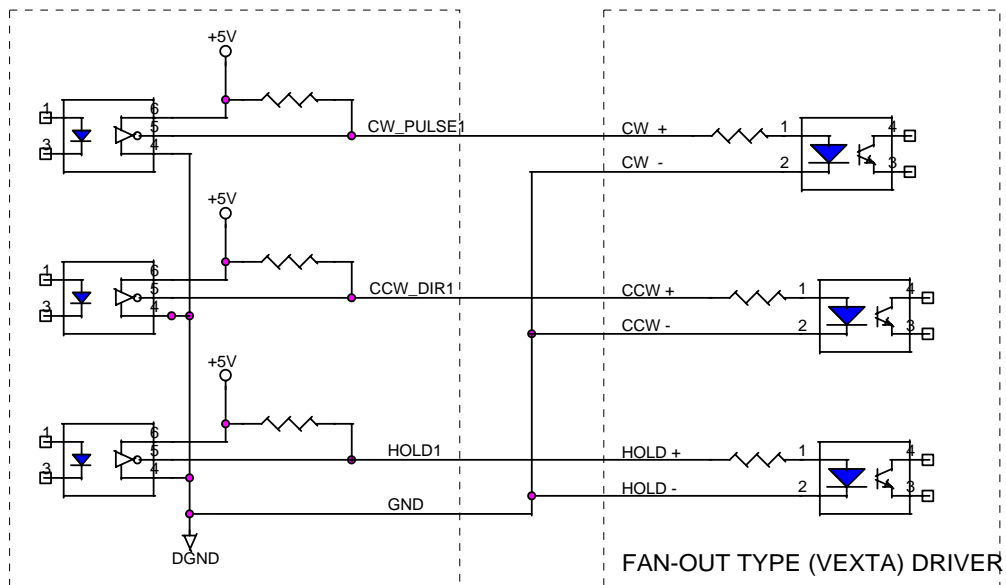 +5V
1
6
5
CW_PULSE1
CW +
1
4
3
4
CW -
2
3
+5V
1
6
5
CCW_DIR1
CCW +
1
4
3
4
CCW -
2
3
+5V
1
6
5
HOLD1
HOLD +
1
4
3
4
HOLD -
2
3
GND
DGND
FAN-OUT TYPE (VEXTA) DRIVER